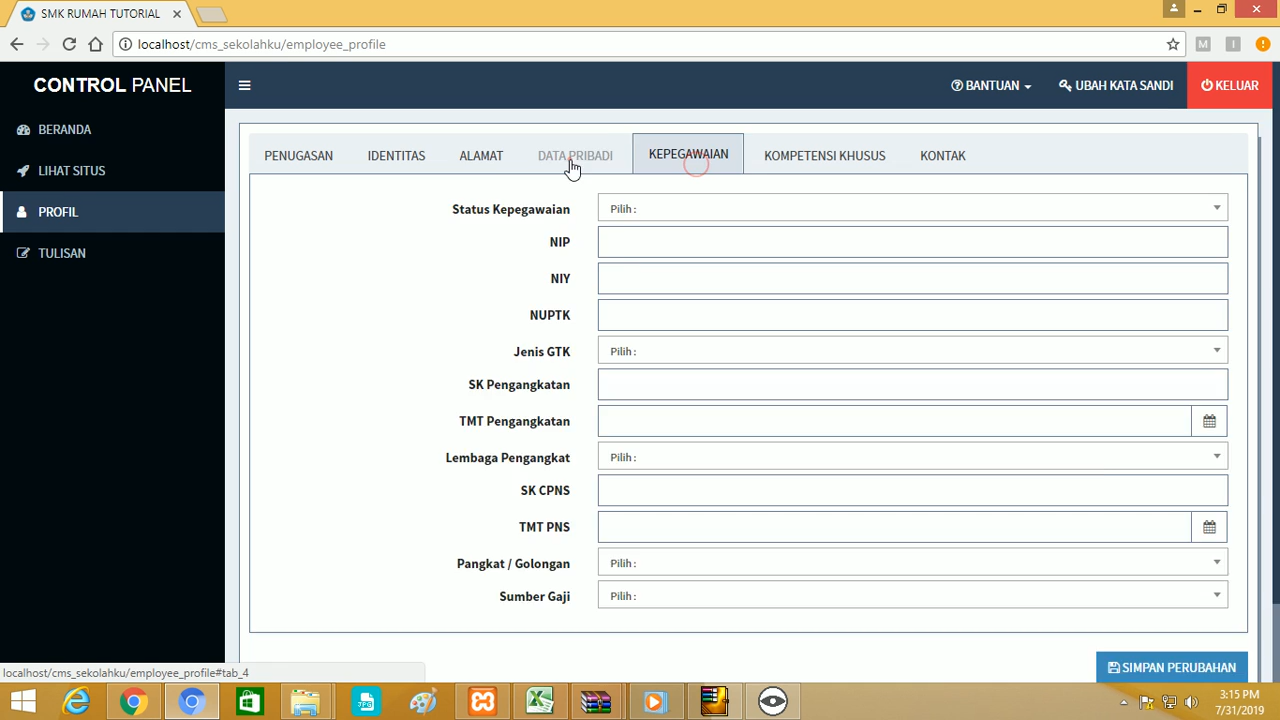 SMK RUMAH TUTORIAL
localhost/cms_sekolahku/employee_profile
CONTROL PANEL
BANTUAN
UBAH KATA SANDI
KELUAR
BERANDA
LIHAT SITUS
PROFIL
TULISAN
PENUGASAN
IDENTITAS
ALAMAT
DATA PRIBADI
KEPEGAWAIAN
KOMPETENSI KHUSUS
KONTAK
Status Kepegawaian Pilih :
NIP
NIY
NUPTK
Jenis GTK Pilih :
SK Pengangkatan
TMT Pengangkatan
Lembaga Pengangkat Pilih :
SK CPNS
TMT PNS
Pangkat / Golongan Pilih :
Sumber Gaji Pilih :
SIMPAN PERUBAHAN
localhost/cms_sekolahku/employee_profile#tab_4
JPG
3:15 PM
7/31/2019